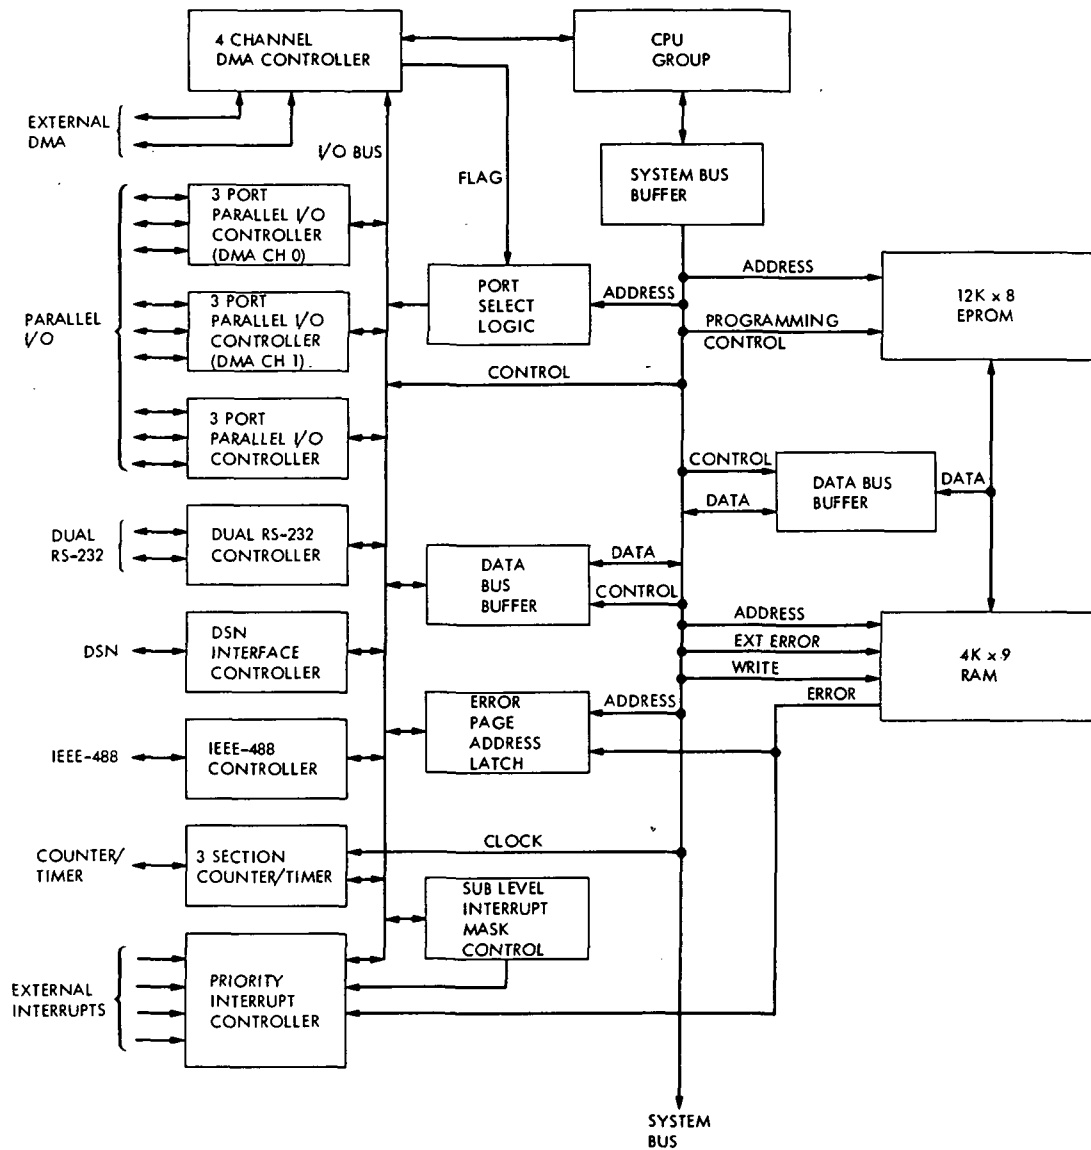 4 CHANNEL
DMA CONTROLLER
CPU
GROUP
EXTERNAL
DMA
I/O BUS
FLAG
SYSTEM BUS
BUFFER
3 PORT
PARALLEL I/O
CONTROLLER
(DMA CH 0)
PARALLEL
I/O
3 PORT
PARALLEL I/O
CONTROLLER
(DMA CH 1)
PORT
SELECT
LOGIC
ADDRESS
ADDRESS
PROGRAMMING
CONTROL
12K x 8
EPROM
CONTROL
3 PORT
PARALLEL I/O
CONTROLLER
CONTROL
DATA
DATA BUS
BUFFER
DATA
DUAL
RS-232
DUAL RS-232
CONTROLLER
DATA
BUS
BUFFER
DATA
CONTROL
DSN
DSN
INTERFACE
CONTROLLER
ADDRESS
EXT ERROR
WRITE
ERROR
4K x 9
RAM
ERROR
PAGE
ADDRESS
LATCH
ADDRESS
IEEE-488
IEEE-488
CONTROLLER
COUNTER/
TIMER
3 SECTION
COUNTER/TIMER
CLOCK
SUB LEVEL
INTERRUPT
MASK
CONTROL
EXTERNAL
INTERRUPTS
PRIORITY
INTERRUPT
CONTROLLER
SYSTEM
BUS